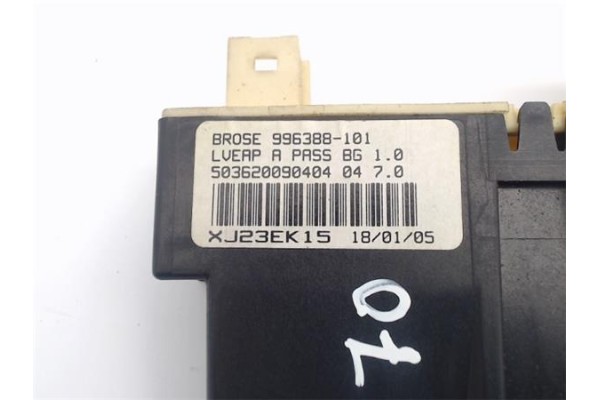 BROSE 996388-101
LVEAP A PASS BG 1.0
503620090404 04 7.0
XJ23EK15 18/01/05
07